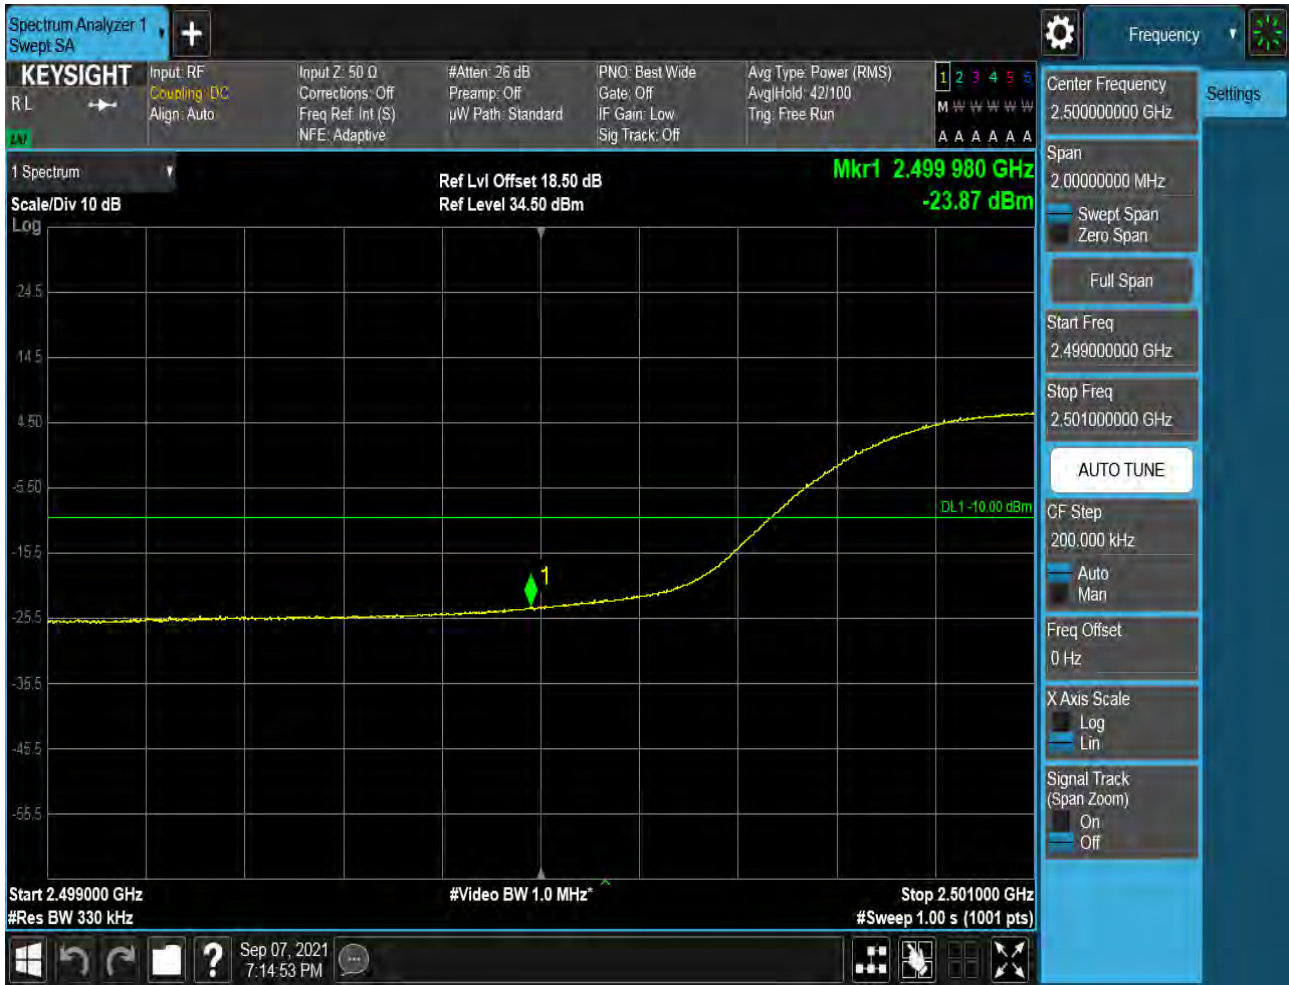 Spectrum Analyzer 1
Swept SA
Frequency
KEYSIGHT
R L
LNI
Input: RF
Coupling: DC
Align: Auto
Input Z: 50 Ω
Corrections: Off
Freq Ref: Int (S)
NFE: Adaptive
#Atten: 26 dB
Preamp: Off
µW Path: Standard
PNO: Best Wide
Gate: Off
IF Gain: Low
Sig Track: Off
Avg Type: Power (RMS)
Avg|Hold: 42/100
Trig: Free Run
1 2 3 4 5 6
M W W W W W
A A A A A A
1 Spectrum
Scale/Div 10 dB
Ref Lvl Offset 18.50 dB
Ref Level 34.50 dBm
Mkr1 2.499 980 GHz
-23.87 dBm
Log
24.5
14.5
4.50
-5.50
-15.5
-25.5
-35.5
-45.5
-55.5
DL1 -10.00 dBm
1
Start 2.499000 GHz
#Res BW 330 kHz
#Video BW 1.0 MHz*
Stop 2.501000 GHz
#Sweep 1.00 s (1001 pts)
Center Frequency
2.500000000 GHz
Settings
Span
2.00000000 MHz
Swept Span
Zero Span
Full Span
Start Freq
2.499000000 GHz
Stop Freq
2.501000000 GHz
AUTO TUNE
CF Step
200.000 kHz
Auto
Man
Freq Offset
0 Hz
X Axis Scale
Log
Lin
Signal Track
(Span Zoom)
On
Off
?
Sep 07, 2021
7:14:53 PM